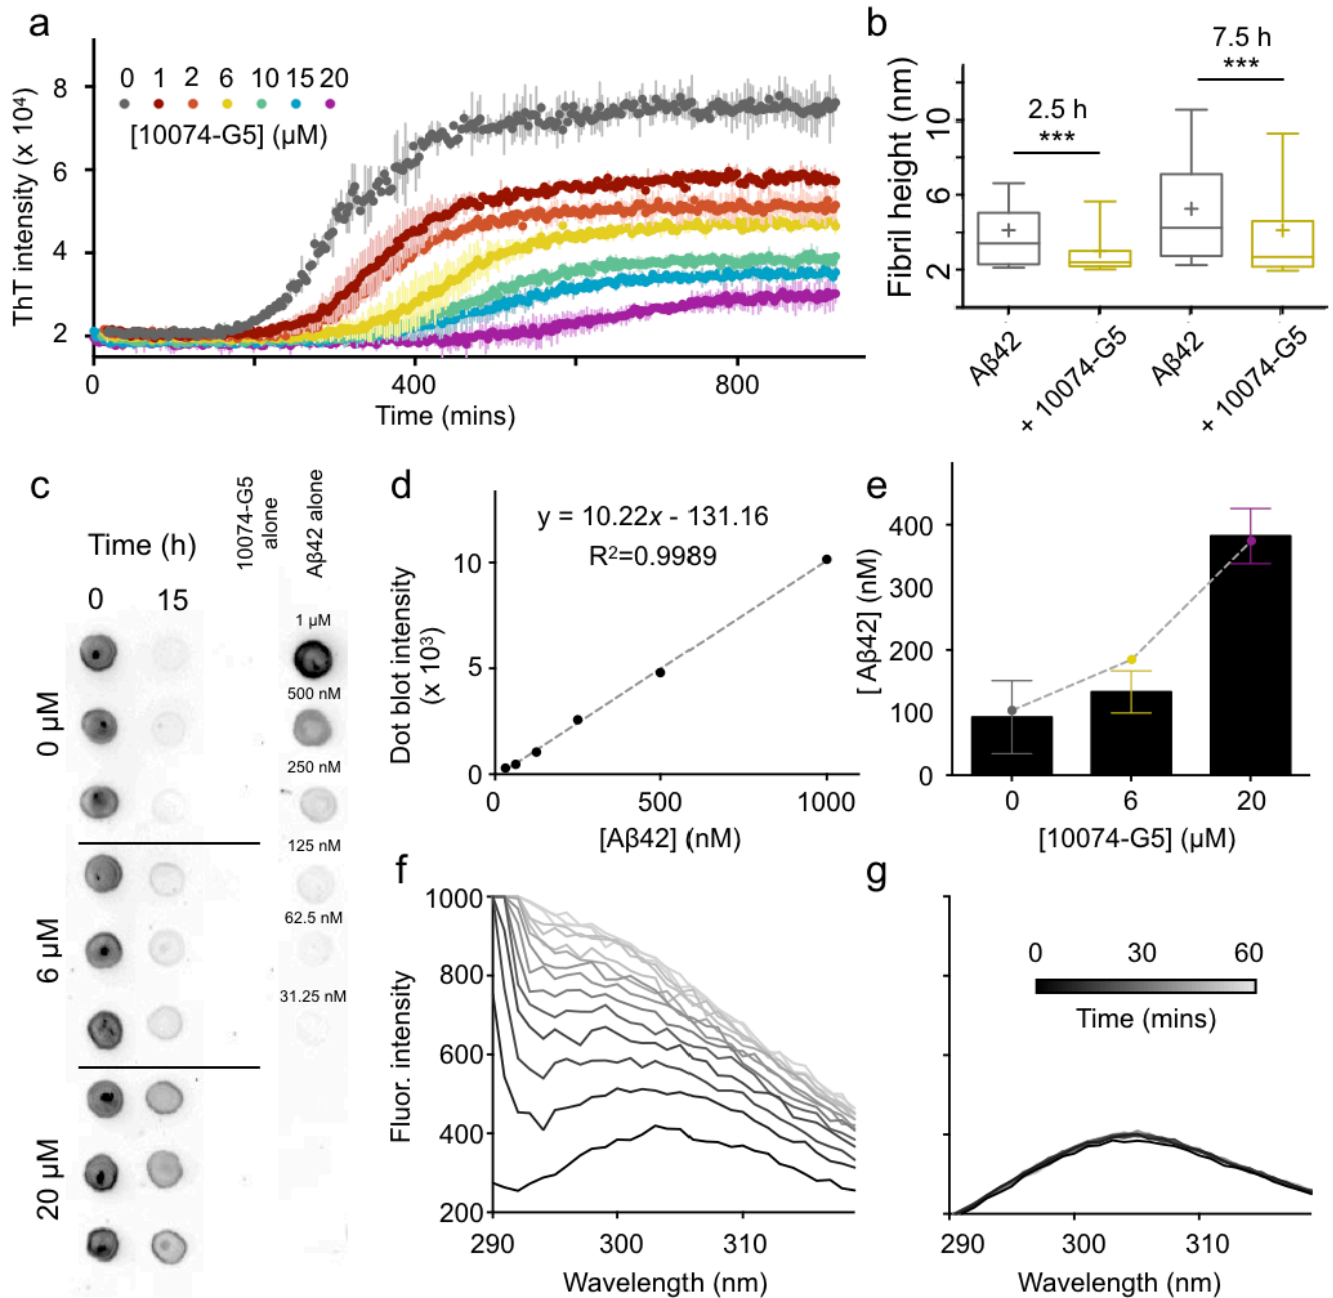 a
0 1 2 6 10 15 20
[10074-G5] (µM)
ThT intensity (x 10⁴)
8
6
4
2
0 400 800
Time (mins)
b
7.5 h
***
2.5 h
***
Fibril height (nm)
10
6
2
Aβ42
+ 10074-G5
Aβ42
+ 10074-G5
c
Time (h)
0 15
10074-G5
alone
Aβ42 alone
1 µM
500 nM
250 nM
125 nM
62.5 nM
31.25 nM
0 µM
6 µM
20 µM
d
y = 10.22x - 131.16
R²=0.9989
Dot blot intensity
(x 10³)
10
5
0
0 500 1000
[Aβ42] (nM)
e
[Aβ42] (nM)
400
300
200
100
0
0 6 20
[10074-G5] (µM)
f
Fluor. intensity
1000
800
600
400
200
290 300 310
Wavelength (nm)
g
0 30 60
Time (mins)
290 300 310
Wavelength (nm)